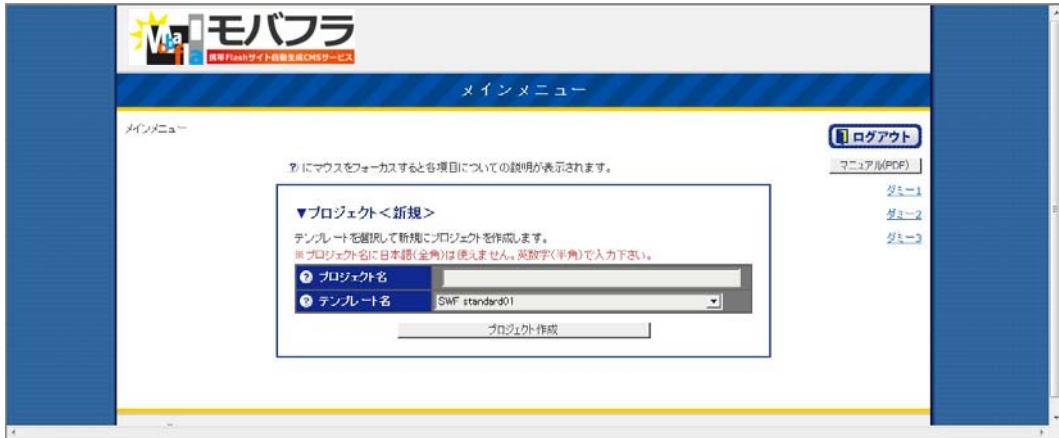 Mobafla
モバフラ
携帯Flashサイト自動生成CMSサービス
メインメニュー
メインメニュー
ログアウト
?にマウスをフォーカスすると各項目についての説明が表示されます。
マニュアル(PDF)
ダミー1
▼プロジェクト＜新規＞
ダミー2
テンプレートを選択して新規にプロジェクトを作成します。
ダミー3
※プロジェクト名に日本語(全角)は使えません。英数字(半角)で入力下さい。
? プロジェクト名
? テンプレート名 SWF standard01
プロジェクト作成